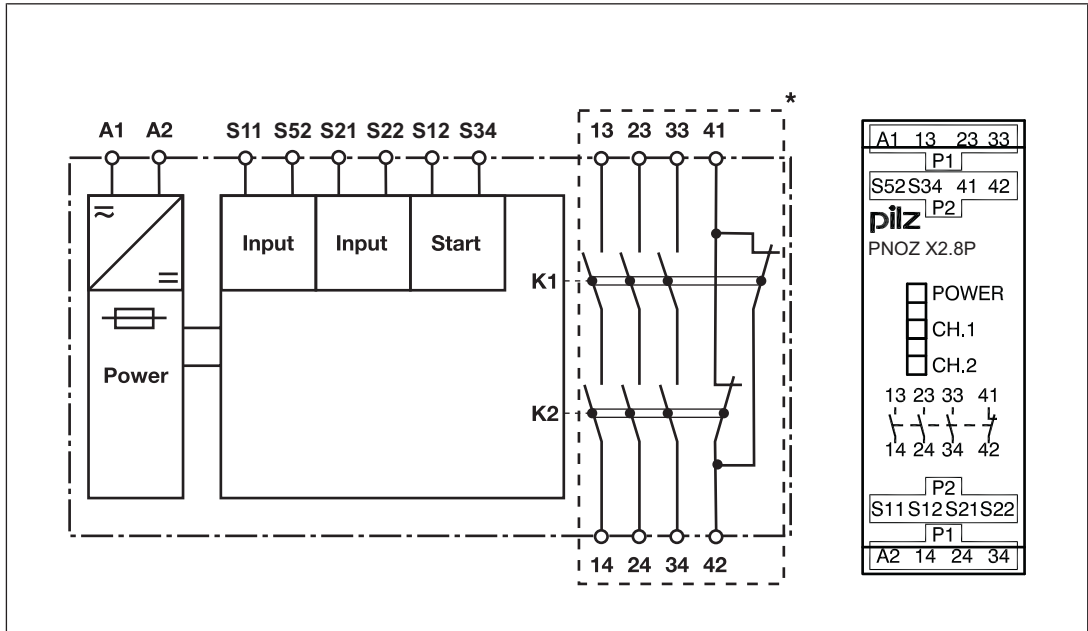 *
A1 A2 S11 S52 S21 S22 S12 S34 13 23 33 41
Input Input Start
K1
Power
K2
14 24 34 42
A1 13 23 33
P1
S52 S34 41 42
P2
pilz
PNOZ X2.8P
POWER
CH.1
CH.2
13 23 33 41
14 24 34 42
P2
S11 S12 S21 S22
P1
A2 14 24 34